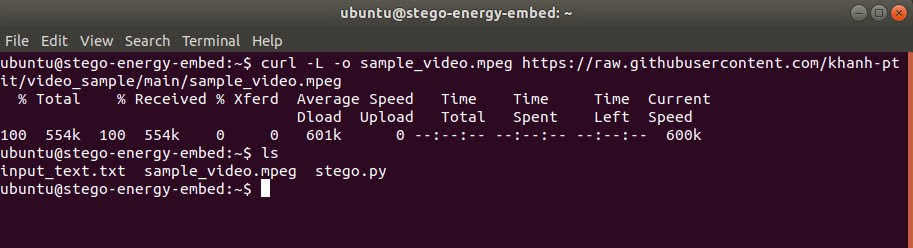 ubuntu@stego-energy-embed: ~
File Edit View Search Terminal Help
ubuntu@stego-energy-embed:~$ curl -L -o sample_video.mpeg https://raw.githubusercontent.com/khanh-pt
it/video_sample/main/sample_video.mpeg
  % Total    % Received % Xferd  Average Speed   Time    Time     Time  Current
                                 Dload  Upload   Total   Spent    Left  Speed
100  554k  100  554k    0     0   601k      0 --:--:-- --:--:-- --:--:--  600k
ubuntu@stego-energy-embed:~$ ls
input_text.txt  sample_video.mpeg  stego.py
ubuntu@stego-energy-embed:~$